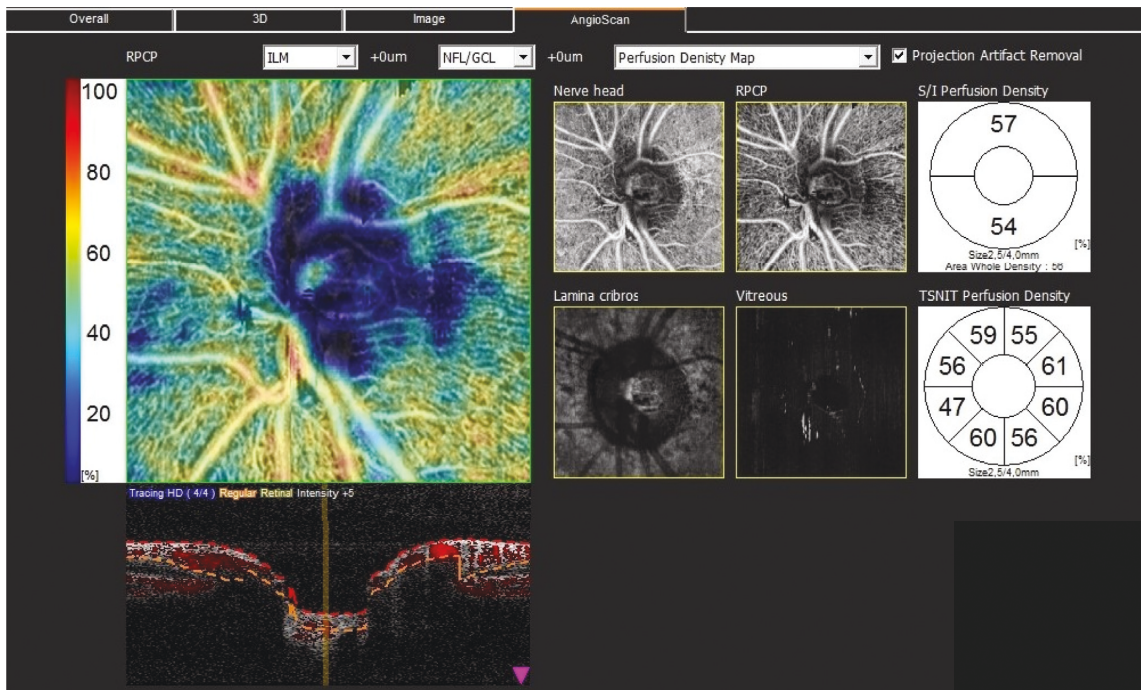 Overall 3D Image AngioScan
RPCP ILM +0um NFL/GCL +0um Perfusion Denisty Map Projection Artifact Removal
100
80
60
40
20
[%]
Nerve head RPCP S/I Perfusion Density
57
54
[%]
Size2,5/4,0mm
Area Whole Density : 56
Lamina cribros Vitreous TSNIT Perfusion Density
59 55
56 61
47 60
60 56
[%]
Size2,5/4,0mm
Tracing HD ( 4/4 ) Regular Retinal Intensity +5